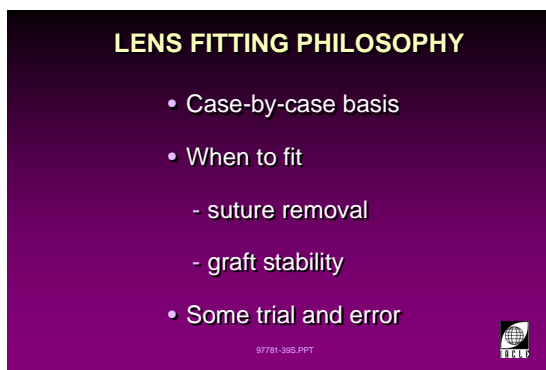 LENS FITTING PHILOSOPHY
• Case-by-case basis
• When to fit
- suture removal
- graft stability
• Some trial and error
97781-39S.PPT
IACLE